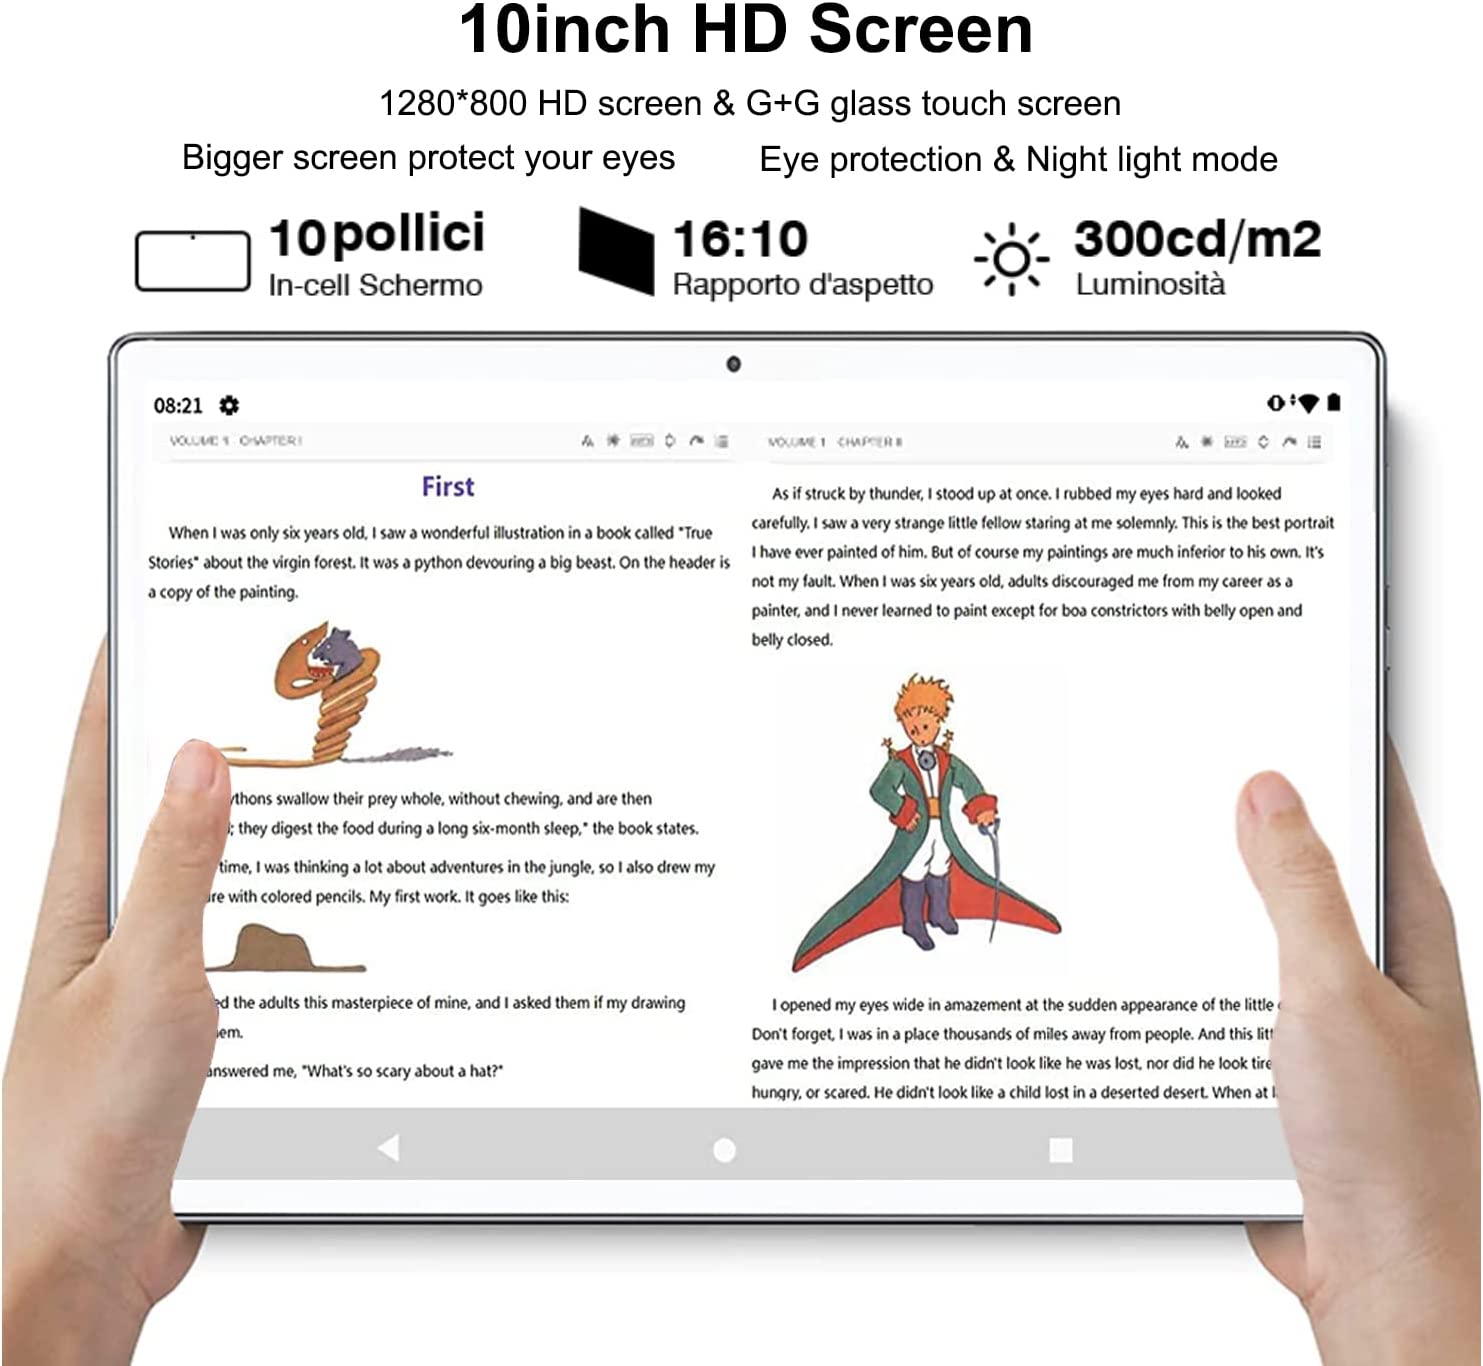 10inch HD Screen
1280*800 HD screen & G+G glass touch screen
Bigger screen protect your eyes
Eye protection & Night light mode
10pollici
In-cell Schermo
16:10
Rapporto d'aspetto
300cd/m2
Luminosità
08:21
VOLUME 1 CHAPTER I
First
When I was only six years old, I saw a wonderful illustration in a book called "True
Stories" about the virgin forest. It was a python devouring a big beast. On the header is
a copy of the painting.
thons swallow their prey whole, without chewing, and are then
; they digest the food during a long six-month sleep," the book states.
time, I was thinking a lot about adventures in the jungle, so I also drew my
re with colored pencils. My first work. It goes like this:
ed the adults this masterpiece of mine, and I asked them if my drawing
em.
answered me, "What's so scary about a hat?"
VOLUME 1 CHAPTER II
As if struck by thunder, I stood up at once. I rubbed my eyes hard and looked
carefully. I saw a very strange little fellow staring at me solemnly. This is the best portrait
I have ever painted of him. But of course my paintings are much inferior to his own. It's
not my fault. When I was six years old, adults discouraged me from my career as a
painter, and I never learned to paint except for boa constrictors with belly open and
belly closed.
I opened my eyes wide in amazement at the sudden appearance of the little
Don't forget, I was in a place thousands of miles away from people. And this litt
gave me the impression that he didn't look like he was lost, nor did he look tire
hungry, or scared. He didn't look like a child lost in a deserted desert. When at